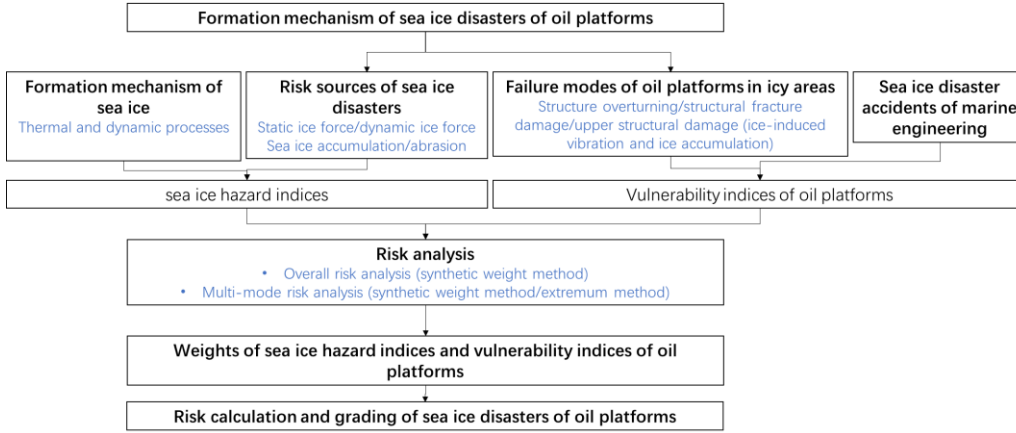 Formation mechanism of sea ice disasters of oil platforms
Formation mechanism of
sea ice
Thermal and dynamic processes
Risk sources of sea ice
disasters
Static ice force/dynamic ice force
Sea ice accumulation/abrasion
Failure modes of oil platforms in icy areas
Structure overturning/structural fracture
damage/upper structural damage (ice-induced
vibration and ice accumulation)
Sea ice disaster
accidents of marine
engineering
sea ice hazard indices
Vulnerability indices of oil platforms
Risk analysis
• Overall risk analysis (synthetic weight method)
• Multi-mode risk analysis (synthetic weight method/extremum method)
Weights of sea ice hazard indices and vulnerability indices of oil
platforms
Risk calculation and grading of sea ice disasters of oil platforms